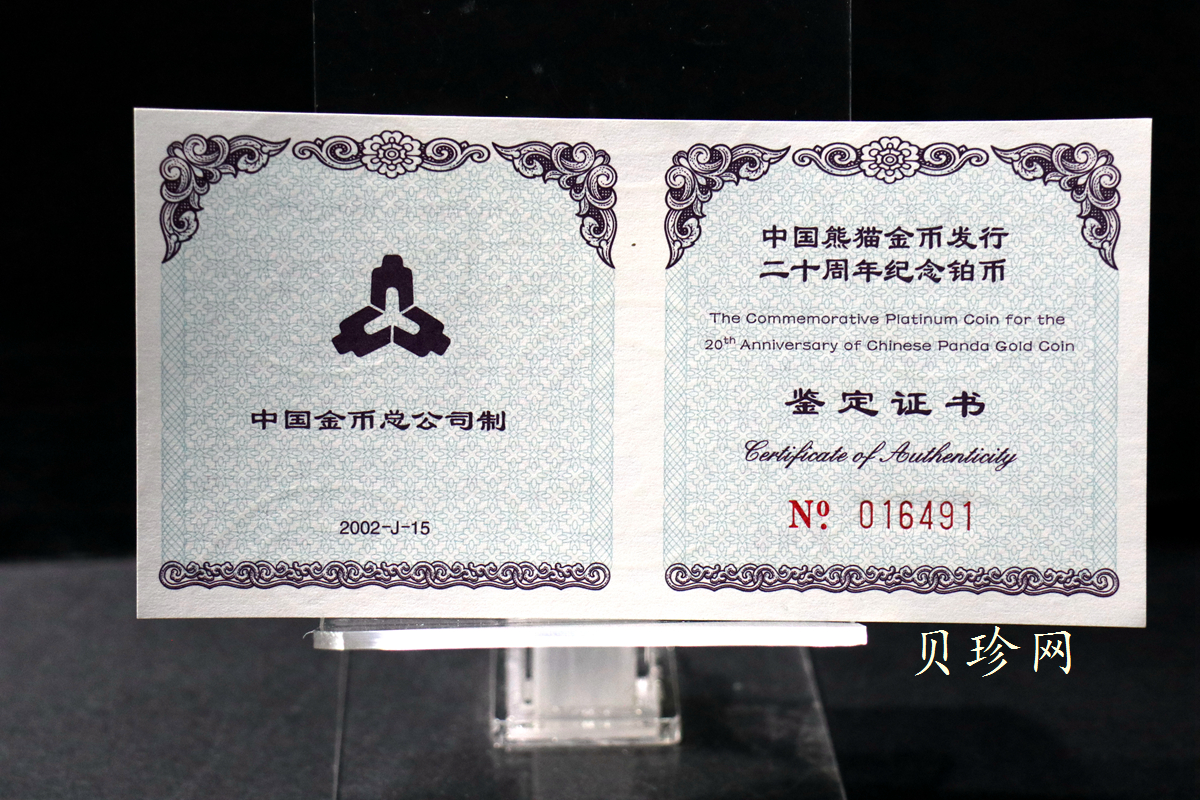 中国金币总公司制
2002-J-15
中国熊猫金币发行
二十周年纪念铂币
The Commemorative Platinum Coin for the
20th Anniversary of Chinese Panda Gold Coin
鉴定证书
Certificate of Authenticity
Nº 016491
贝珍网